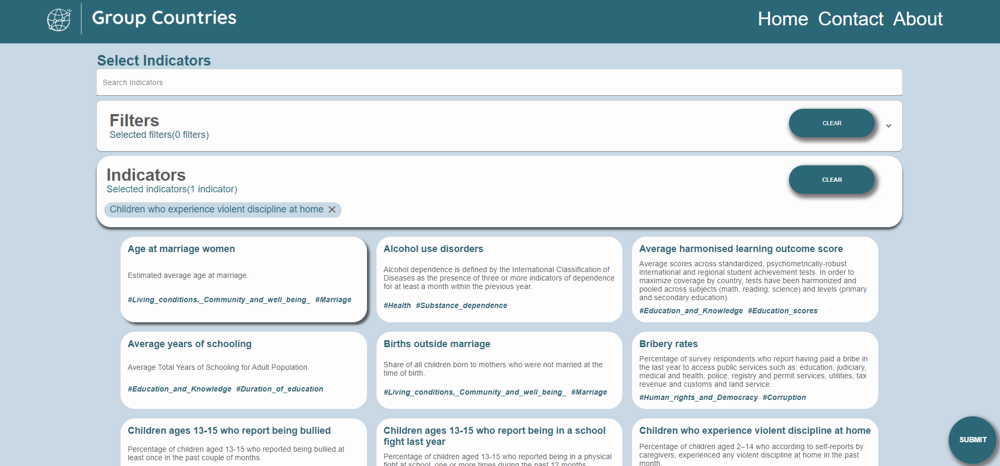 Group Countries
Home Contact About
Select Indicators
Search Indicators
Filters
Selected filters(0 filters)
CLEAR
Indicators
Selected indicators(1 indicator)
CLEAR
Children who experience violent discipline at home
Age at marriage women
Estimated average age at marriage.
#Living_conditions,_Community_and_well_being_ #Marriage
Alcohol use disorders
Alcohol dependence is defined by the International Classification of
Diseases as the presence of three or more indicators of dependence
for at least a month within the previous year.
#Health #Substance_dependence
Average harmonised learning outcome score
Average scores across standardized, psychometrically-robust
international and regional student achievement tests. In order to
maximize coverage by country, tests have been harmonized and
pooled across subjects (math, reading, science) and levels (primary
and secondary education).
#Education_and_Knowledge #Education_scores
Average years of schooling
Average Total Years of Schooling for Adult Population.
#Education_and_Knowledge #Duration_of_education
Births outside marriage
Share of all children born to mothers who were not married at the
time of birth.
#Living_conditions,_Community_and_well_being_ #Marriage
Bribery rates
Percentage of survey respondents who report having paid a bribe in
the last year to access public services such as: education, judiciary,
medical and health, police, registry and permit services, utilities, tax
revenue and customs and land service.
#Human_rights_and_Democracy #Corruption
Children ages 13-15 who report being bullied
Percentage of children aged 13-15 who reported being bullied at
least once in the past couple of months.
Children ages 13-15 who report being in a school
fight last year
Percentage of children aged 13-15 who reported being in a physical
fight at school, one or more times during the past 12 months.
Children who experience violent discipline at home
Percentage of children aged 2–14 who according to self-reports by
caregivers, experienced any violent discipline at home in the past
month.
SUBMIT